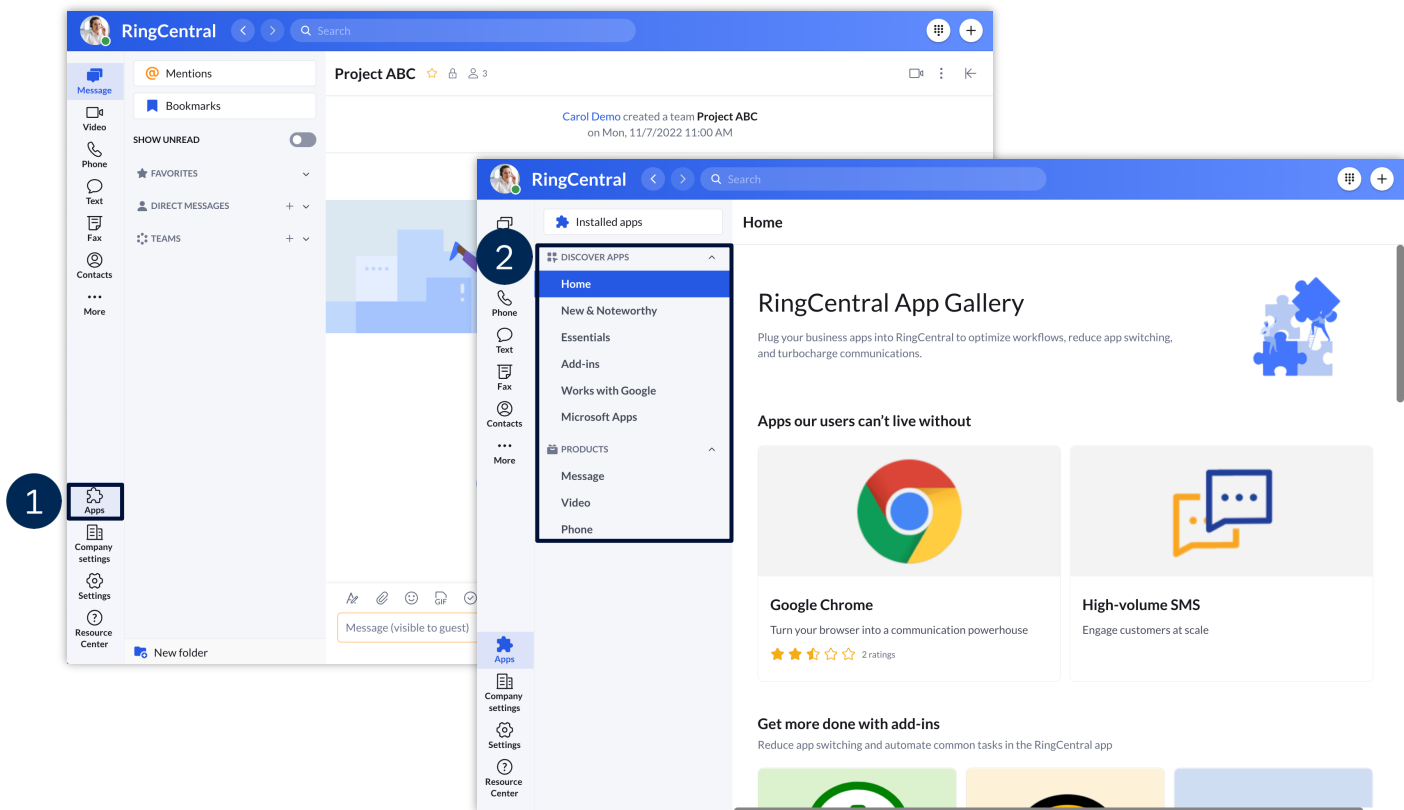 RingCentral
Search
Message
Video
Phone
Text
Fax
Contacts
More
Apps
Company
settings
Settings
Resource
Center
@ Mentions
Bookmarks
SHOW UNREAD
FAVORITES
DIRECT MESSAGES
TEAMS
New folder
Project ABC
3
Carol Demo created a team Project ABC
on Mon, 11/7/2022 11:00 AM
GIF
Message (visible to guest)
1
2
RingCentral
Search
Phone
Text
Fax
Contacts
More
Apps
Company
settings
Settings
Resource
Center
Installed apps
DISCOVER APPS
Home
New & Noteworthy
Essentials
Add-ins
Works with Google
Microsoft Apps
PRODUCTS
Message
Video
Phone
Home
RingCentral App Gallery
Plug your business apps into RingCentral to optimize workflows, reduce app switching,
and turbocharge communications.
Apps our users can’t live without
Google Chrome
Turn your browser into a communication powerhouse
2 ratings
High-volume SMS
Engage customers at scale
Get more done with add-ins
Reduce app switching and automate common tasks in the RingCentral app